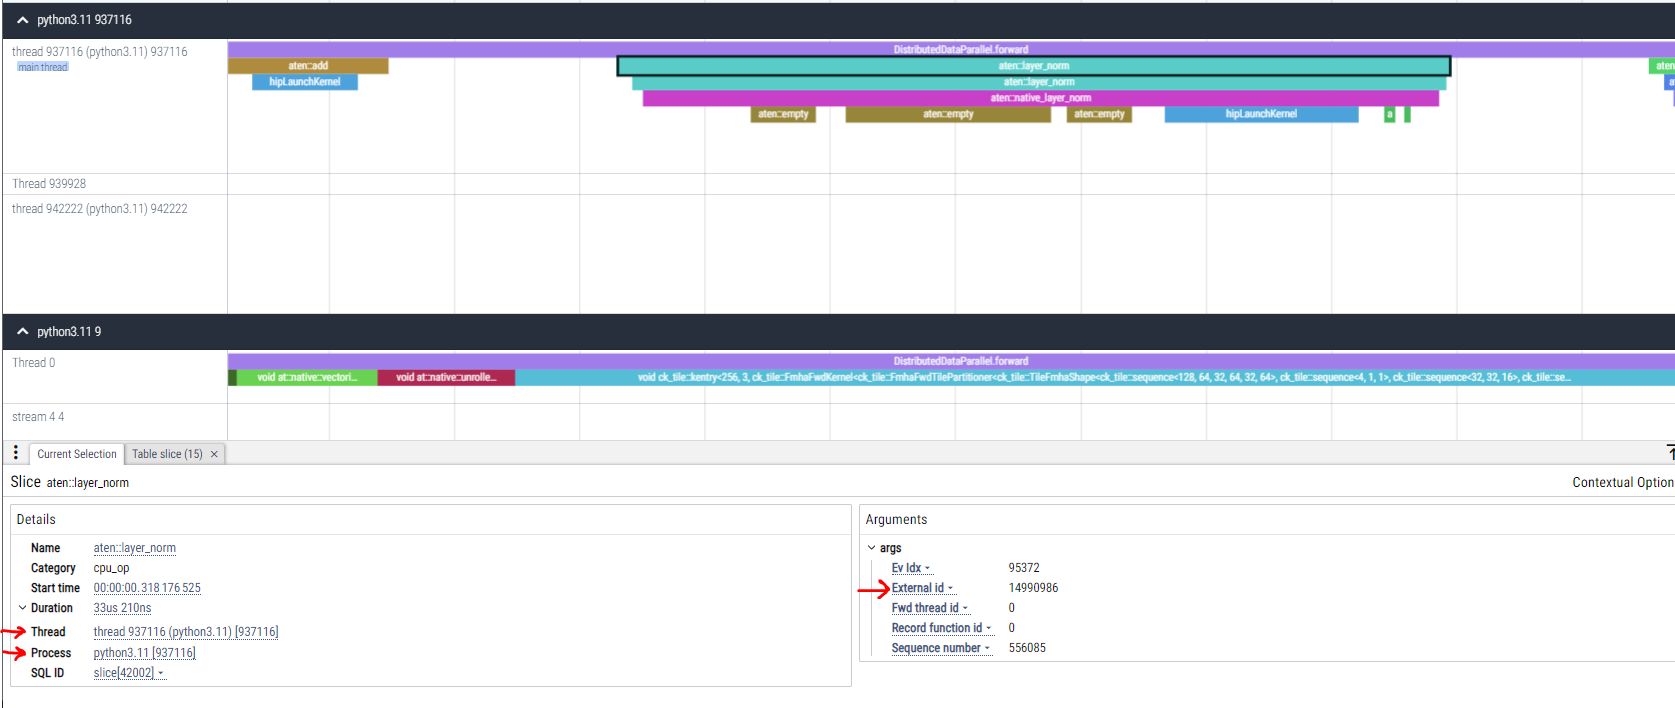 python3.11 937116
thread 937116 (python3.11) 937116
main thread
DistributedDataParallel.forward
aten::add
aten::layer_norm
aten
hipLaunchKernel
aten::layer_norm
a
aten::native_layer_norm
aten::empty
aten::empty
aten::empty
hipLaunchKernel
a
Thread 939928
thread 942222 (python3.11) 942222
python3.11 9
Thread 0
DistributedDataParallel.forward
void at::native::vectori...
void at::native::unrolle...
void ck_tile::kentry<256, 3, ck_tile::FmhaFwdKernel<ck_tile::FmhaFwdTilePartitioner<ck_tile::TileFmhaShape<ck_tile::sequence<128, 64, 32, 64, 32, 64>, ck_tile::sequence<4, 1, 1>, ck_tile::sequence<32, 32, 16>, ck_tile::se...
stream 4 4
Current Selection
Table slice (15) ×
Slice aten::layer_norm
Contextual Option
Details
Name aten::layer_norm
Category cpu_op
Start time 00:00:00.318 176 525
Duration 33us 210ns
Thread thread 937116 (python3.11) [937116]
Process python3.11 [937116]
SQL ID slice[42002]
Arguments
args
Ev Idx 95372
External id 14990986
Fwd thread id 0
Record function id 0
Sequence number 556085